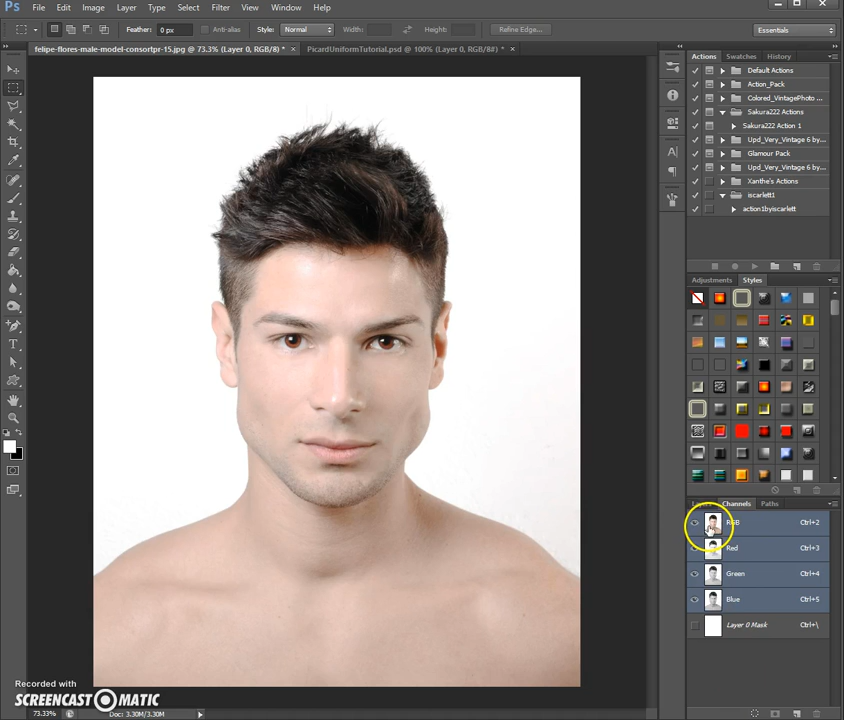 Ps File Edit Image Layer Type Select Filter View Window Help
Feather: 0 px Anti-alias Style: Normal Width: Height: Refine Edge... Essentials
felipe-flores-male-model-consortpr-15.jpg @ 73.3% (Layer 0, RGB/8) * × PicardUniformTutorial.psd @ 100% (Layer 48, RGB/8#) * ×
Actions Swatches History
Default Actions
Action_Pack
Colored_VintagePhoto ...
Sakura222 Actions
Sakura222 Action 1
Upd_Very_Vintage 6 by...
Glamour Pack
Upd_Very_Vintage 6 by...
Xanthe's Actions
iscarlett1
action1byiscarlett
Adjustments Styles
Channels Paths
RGB Ctrl+2
Red Ctrl+3
Green Ctrl+4
Blue Ctrl+5
Layer 0 Mask Ctrl+\
Recorded with
SCREENCAST MATIC
73.33% Doc: 3.30M/3.30M